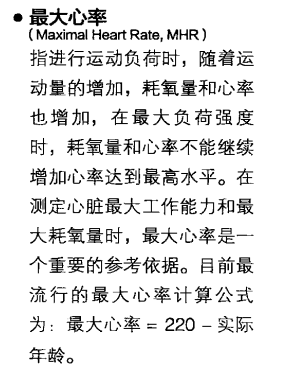 ● 最大心率
( Maximal Heart Rate, MHR )
指进行运动负荷时，随着运
动量的增加，耗氧量和心率
也增加，在最大负荷强度
时，耗氧量和心率不能继续
增加心率达到最高水平。在
测定心脏最大工作能力和最
大耗氧量时，最大心率是一
个重要的参考依据。目前最
流行的最大心率计算公式
为：最大心率 = 220 – 实际
年龄。